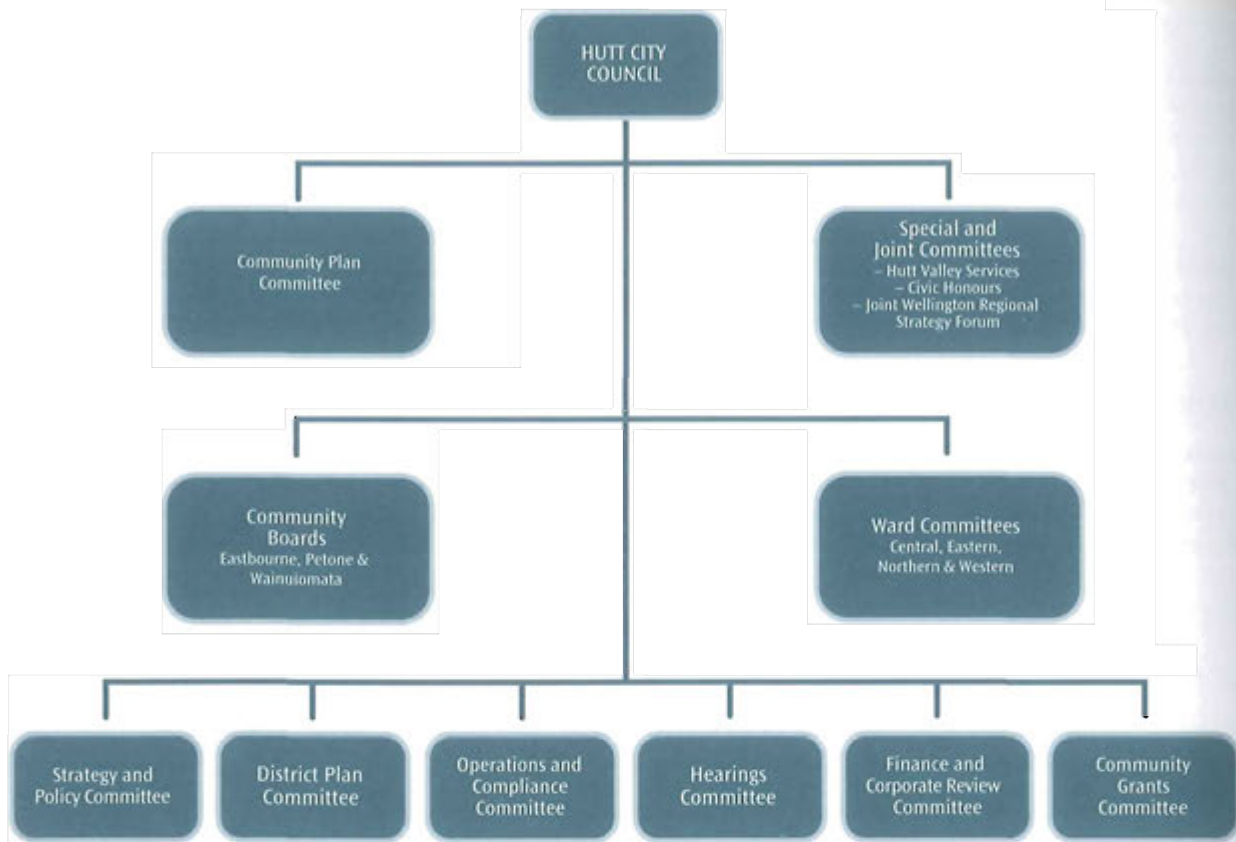 HUTT CITY
COUNCIL
Community Plan
Committee
Special and
Joint Committees
– Hutt Valley Services
– Civic Honours
– Joint Wellington Regional
Strategy Forum
Community
Boards
Eastbourne, Petone &
Wainuiomata
Ward Committees
Central, Eastern,
Northern & Western
Strategy and
Policy Committee
District Plan
Committee
Operations and
Compliance
Committee
Hearings
Committee
Finance and
Corporate Review
Committee
Community
Grants
Committee